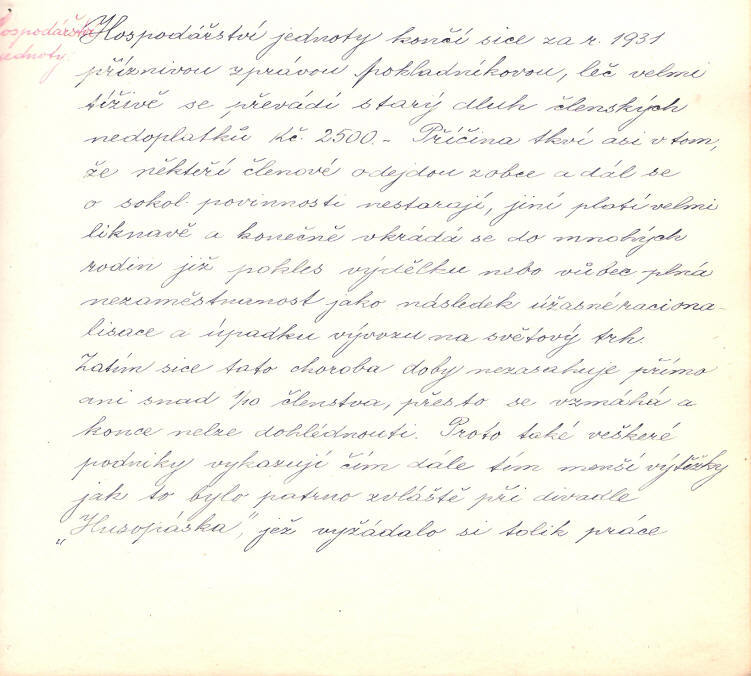 Hospodářství
jednoty.
Hospodářství jednoty končí sice za r. 1931
příznivou zprávou pokladníkovou, leč velmi
tíživě se převádí starý dluh členských
nedoplatků Kč. 2500.- Příčina tkví asi v tom,
že někteří členové odejdou z obce a dál se
o sokol. povinnosti nestarají, jiní platí velmi
liknavě a konečně vkrádá se do mnohých
rodin již pokles výdělku nebo vůbec plná
nezaměstnanost jako následek úžasné raciona-
lisace a úpadku vývozu na světový trh.
Zatím sice tato choroba doby nezasahuje přímo
ani snad 1/10 členstva, přesto se vzmáhá a
konce nelze dohlédnouti. Proto také veškeré
podniky vykazují čím dále tím menší výtěžky
jak to bylo patrno zvláště při divadle
„Husopáska", jež vyžádalo si tolik práce